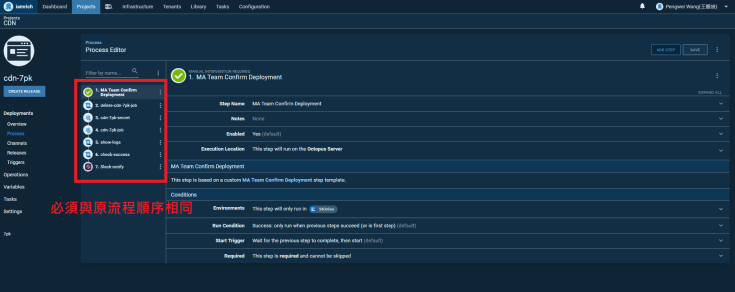 iamrich Dashboard Projects Infrastructure Tenants Library Tasks Configuration Pengwei Wang(王鵬維)
Projects
CDN
cdn-7pk
CREATE RELEASE
Deployments
Overview
Process
Channels
Releases
Triggers
Operations
Variables
Tasks
Settings
7pk
Process
Process Editor
ADD STEP
SAVE
Filter by name...
1. MA Team Confirm
Deployment
2. delete-cdn-7pk-job
3. cdn-7pk-secret
4. cdn-7pk-job
5. show-logs
6. check-success
7. Slack-notify
必須與原流程順序相同
MANUAL INTERVENTION REQUIRED
1. MA Team Confirm Deployment
EXPAND ALL
Step Name MA Team Confirm Deployment
Notes None
Enabled Yes (default)
Execution Location This step will run on the Octopus Server
MA Team Confirm Deployment
This step is based on a custom MA Team Confirm Deployment step template.
Conditions
Environments This step will only run in
Run Condition Success: only run when previous steps succeed (or is first step) (default)
Start Trigger Wait for the previous step to complete, then start (default)
Required This step is required and cannot be skipped